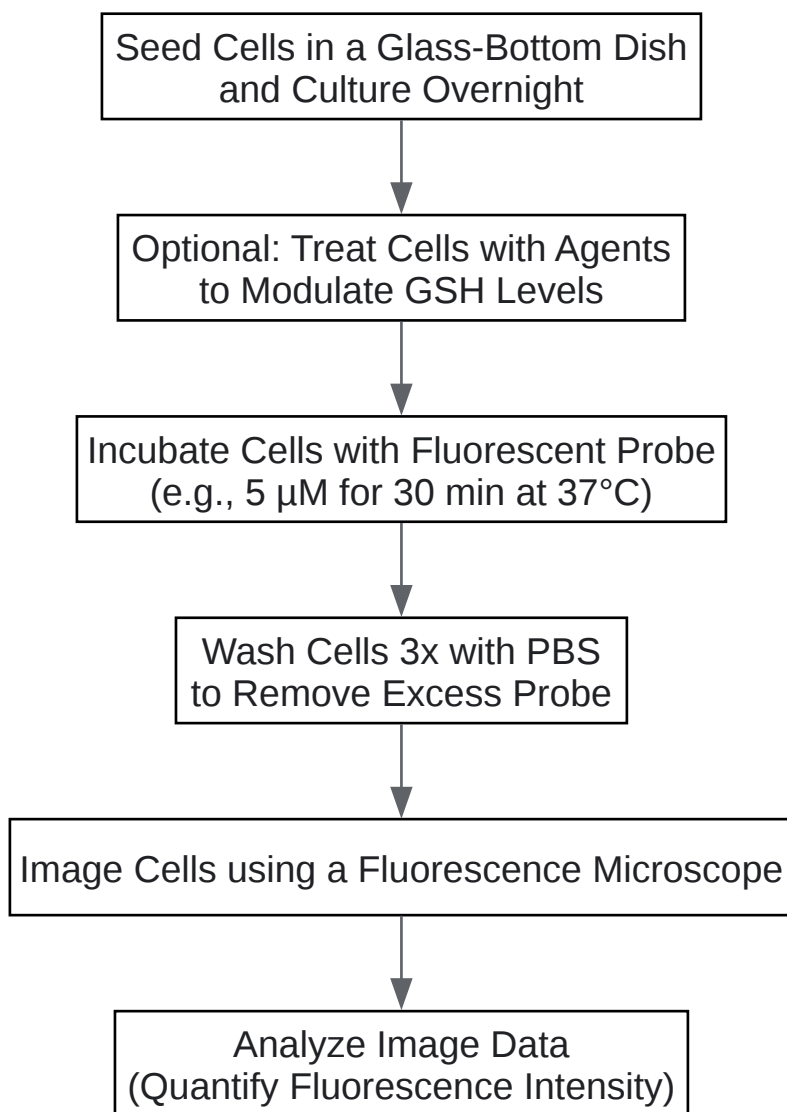 Seed Cells in a Glass-Bottom Dish
and Culture Overnight
Optional: Treat Cells with Agents
to Modulate GSH Levels
Incubate Cells with Fluorescent Probe
(e.g., 5 µM for 30 min at 37°C)
Wash Cells 3x with PBS
to Remove Excess Probe
Image Cells using a Fluorescence Microscope
Analyze Image Data
(Quantify Fluorescence Intensity)